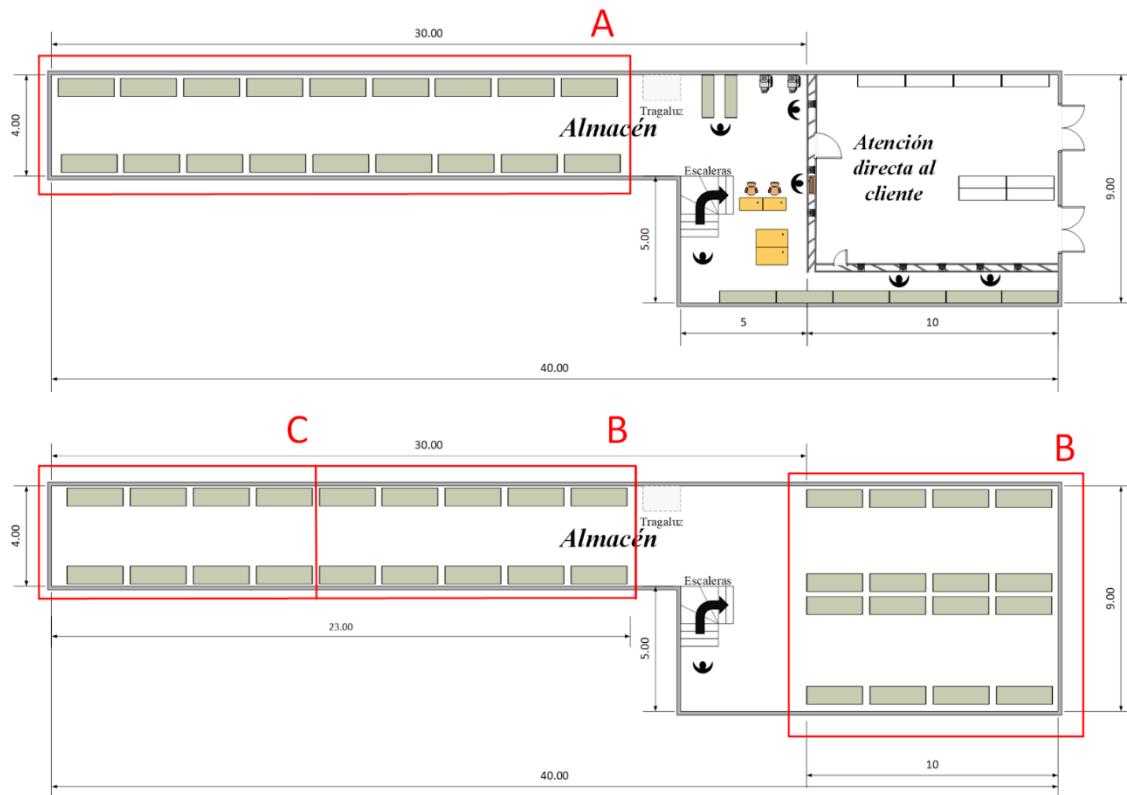 A
30.00
4.00
Tragaluz
Almacén
Escaleras
Atención
directa al
cliente
9.00
5.00
5
10
40.00
C
B
B
30.00
4.00
Tragaluz
Almacén
Escaleras
9.00
23.00
5.00
10
40.00